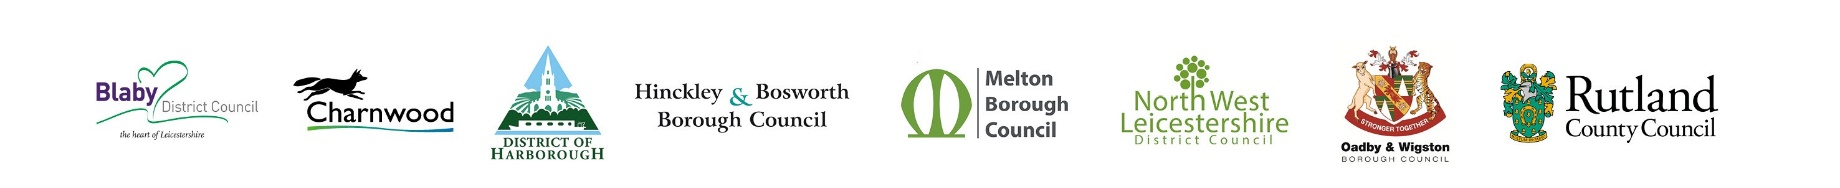 Blaby
District Council
the heart of Leicestershire
Charnwood
DISTRICT OF
HARBOROUGH
Hinckley & Bosworth
Borough Council
Melton
Borough
Council
North West
Leicestershire
District Council
STRONGER TOGETHER
Oadby & Wigston
BOROUGH COUNCIL
Rutland
County Council